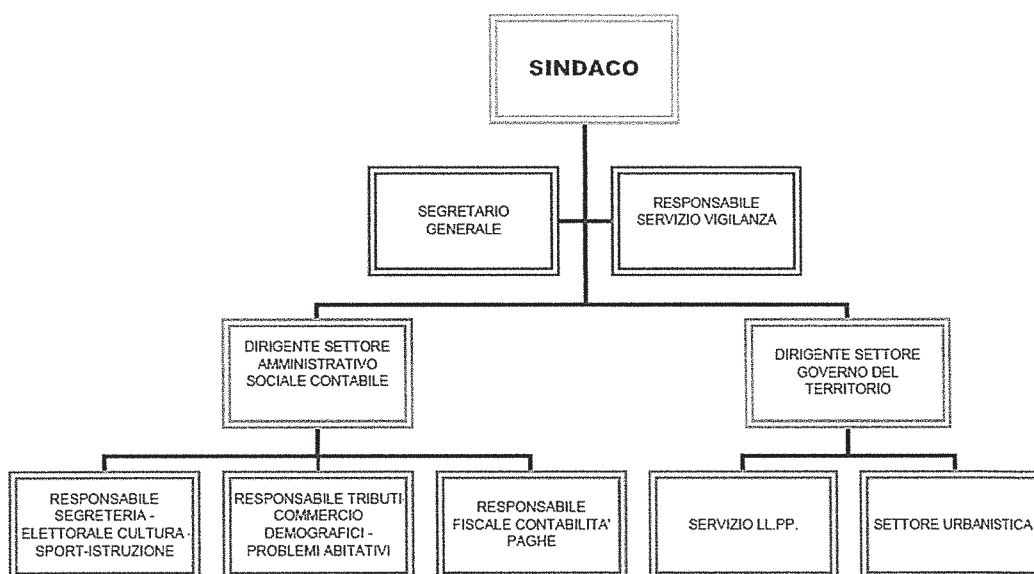 SINDACO
SEGRETARIO
GENERALE
RESPONSABILE
SERVIZIO VIGILANZA
DIRIGENTE SETTORE
AMMINISTRATIVO
SOCIALE CONTABILE
DIRIGENTE SETTORE
GOVERNO DEL
TERRITORIO
RESPONSABILE
SEGRETERIA -
ELETTORALE CULTURA -
SPORT-ISTRUZIONE
RESPONSABILE TRIBUTI-
COMMERCIO
DEMOGRAFICI -
PROBLEMI ABITATIVI
RESPONSABILE
FISCALE CONTABILITA'
PAGHE
SERVIZIO LL.PP.
SETTORE URBANISTICA